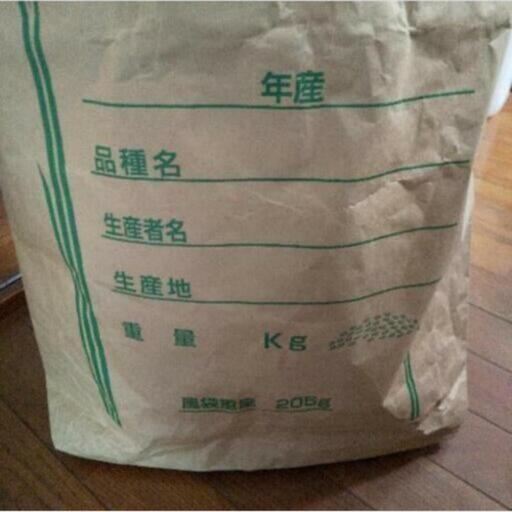 年産
品種名
生産者名
生産地
重量 Kg
風袋重量 205g